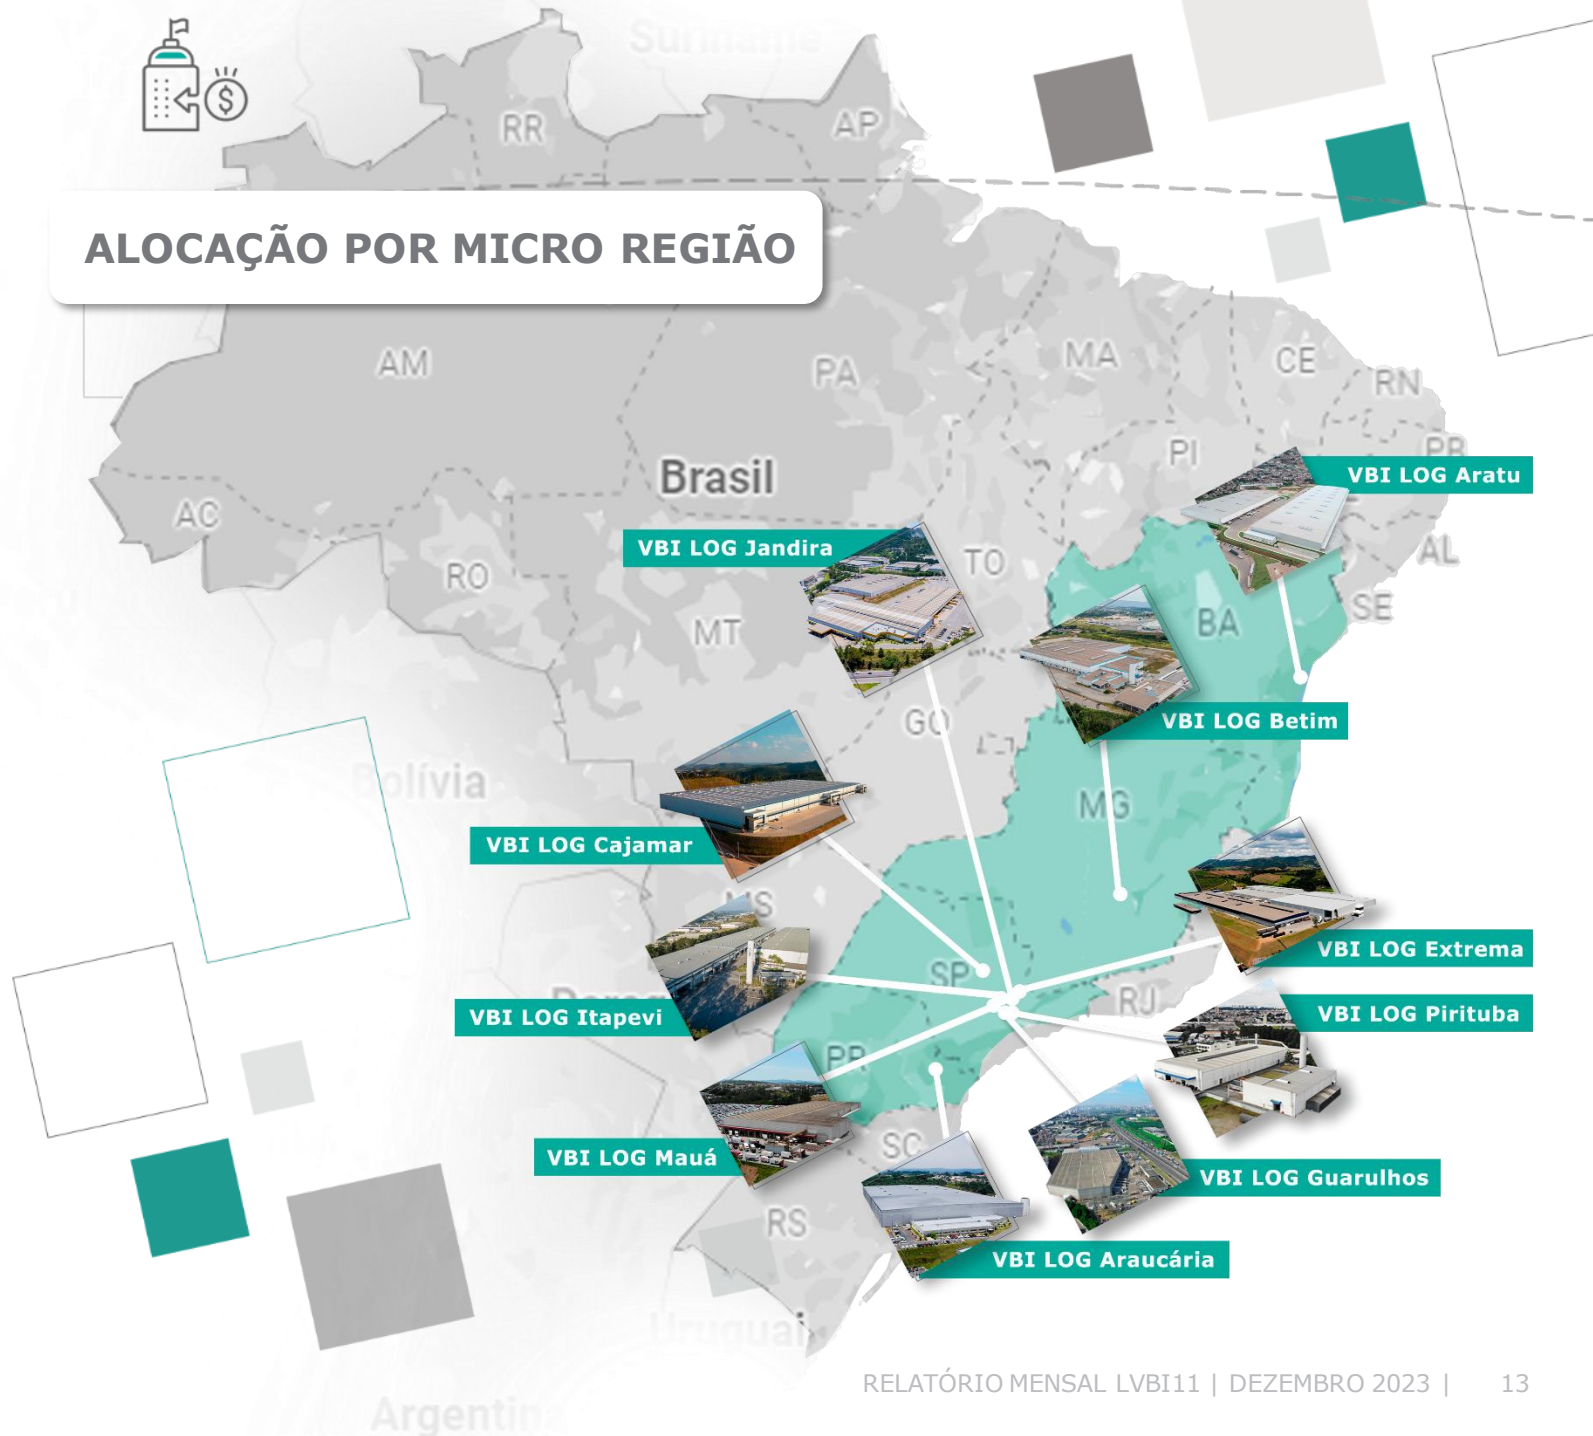 Suriname
RR
AP
ALOCAÇÃO POR MICRO REGIÃO
AM
PA
MA
CE
RN
PI
PB
Brasil
VBI LOG Aratu
AC
VBI LOG Jandira
TO
AL
RO
BA
SE
MT
GO
VBI LOG Betim
Bolívia
MG
VBI LOG Cajamar
MS
VBI LOG Extrema
SP
RJ
VBI LOG Itapevi
VBI LOG Pirituba
PR
SC
VBI LOG Mauá
VBI LOG Guarulhos
RS
VBI LOG Araucária
Uruguai
RELATÓRIO MENSAL LVBI11 | DEZEMBRO 2023 | 13
Argentina